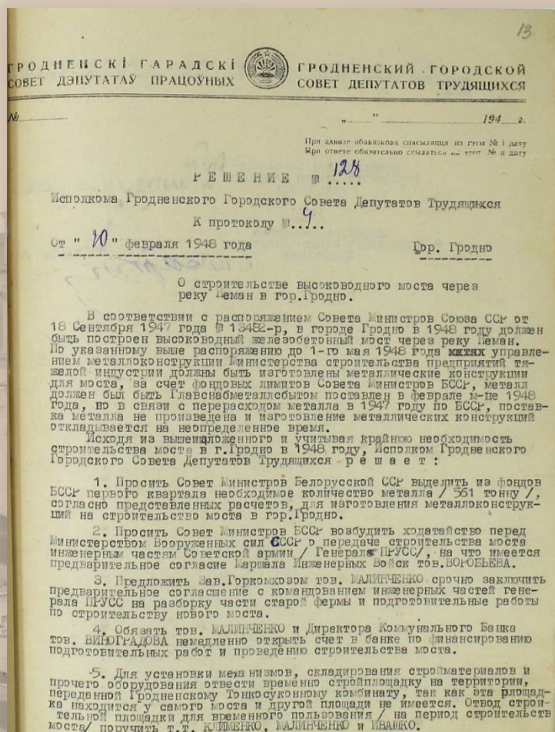 13
ГРОДНЕНСКІ ГАРАДСКІ
СОВЕТ ДЭПУТАТАЎ ПРАЦОЎНЫХ
ГРОДНЕНСКИЙ ГОРОДСКОЙ
СОВЕТ ДЕПУТАТОВ ТРУДЯЩИХСЯ
№
„ " 194 г.
При адказе абавязкова спасылацца на гэты № і дату
При ответе обязательно ссылаться на этот № и дату
РЕШЕНИЕ № 128
Исполкома Гродненского Городского Совета Депутатов Трудящихся
К протоколу № 4
От "10" февраля 1948 года Гор. Гродно
О строительстве высоководного моста через
реку Неман в гор.Гродно.
В соответствии с распоряжением Совета Министров Союза ССР от
18 Сентября 1947 года № 13482-р, в городе Гродно в 1948 году должен
быть построен высоководный железобетонный мост через реку Неман.
По указанному выше распоряжению до 1-го мая 1948 года управле-
нием металлоконструкции Министерства строительства предприятий тя-
желой индустрии должны быть изготовлены металлические конструкции
для моста, за счет фондовых лимитов Совета Министров БССР, металл
должен был быть Главснабметаллсбытом поставлен в феврале м-це 1948
года, но в связи с перерасходом металла в 1947 году по БССР, постав-
ка металла не произведена и изготовление металлических конструкций
откладывается на неопределенное время.
Исходя из вышеизложенного и учитывая крайнюю необходимость
строительства моста в г.Гродно в 1948 году, Исполком Гродненского
Городского Совета Депутатов Трудящихся р е ш а е т :
1. Просить Совет Министров Белорусской ССР выделить из фондов
БССР первого квартала необходимое количество металла / 561 тонну /,
согласно представленных расчетов, для изготовления металлоконструк-
ций на строительство моста в гор.Гродно.
2. Просить Совет Министров БССР возбудить ходатайство перед
Министерством Вооруженных сил СССР о передаче строительства моста
инженерным частям Советской армии / Генерал ПРУСС/, на что имеется
предварительное согласие Маршала Инженерных Войск тов.ВОРОБЬЕВА.
3. Предложить Зав.Горкомхозом тов. МАЛИНЧЕНКО срочно заключить
предварительное согласшение с командованием инженерных частей гене-
рала ПРУСС на разборку части старой фермы и подготовительные работы
по строительству нового моста.
4. Обязать тов. МАЛИНЧЕНКО и Директора Коммунального Банка
тов. ВИНОГРАДОВА немедленно открыть счет в банке по финансированию
подготовительных работ и проведению строительства моста.
5. Для установки механизмов, складирования стройматериалов и
прочего оборудования отвести временно стройплощадку на территории,
переданной Гродненскому Тонкосуконному комбинату, так как эта площад-
ка находится у самого моста и другой площади не имеется. Отвод строи-
тельной площадки для временного пользования / на период строительств
моста/ поручить т.т. КЛИМЕНКО, МАЛИНЧЕНКО и ИВАШКО.